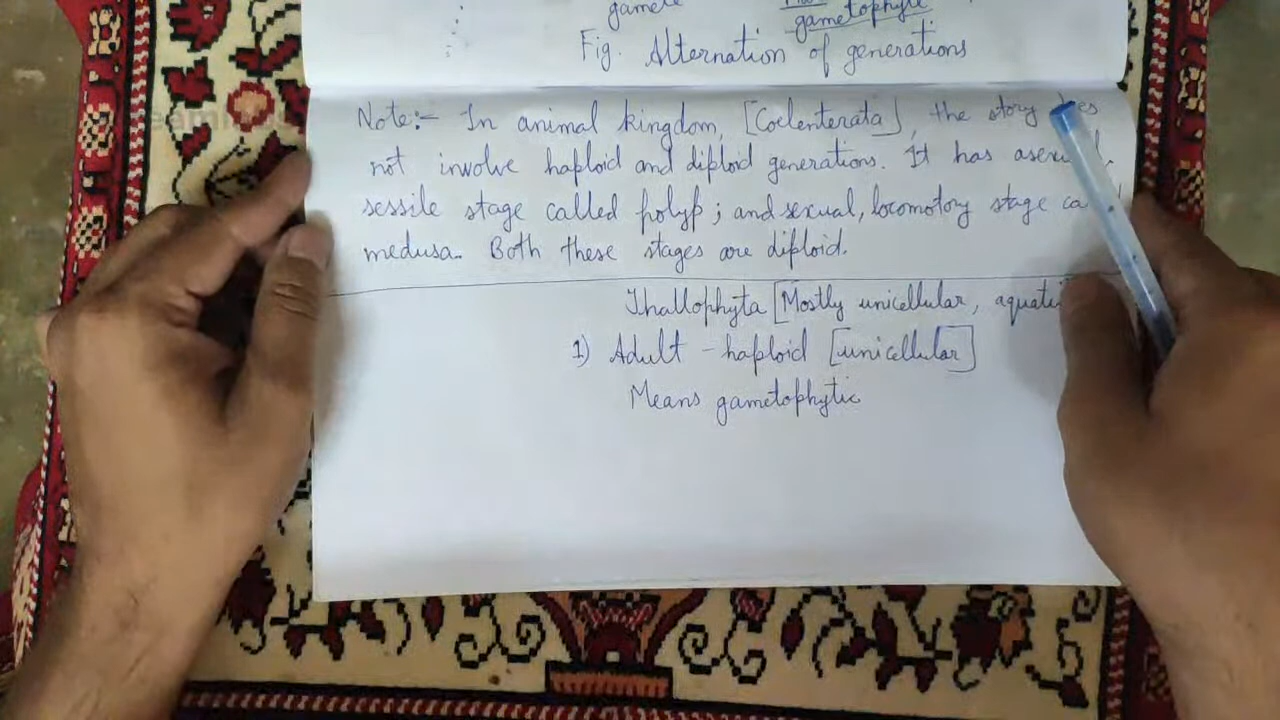 gamete
gametophyte
Fig. Alternation of generations
Note:- In animal kingdom, [Coelenterata], the story
not involve haploid and diploid generations. It has
sessile stage called polyp; and sexual, locomotory stage
medusa. Both these stages are diploid.
Thallophyta [Mostly unicellular,
1) Adult - haploid [unicellular]
Means gametophytic